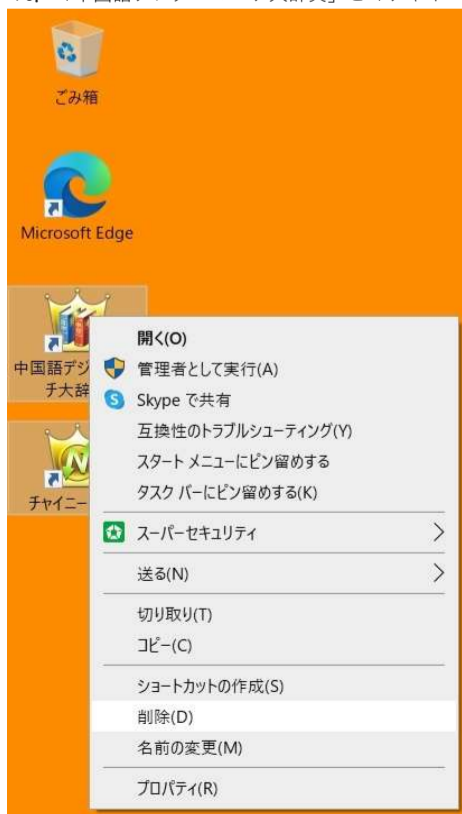 ごみ箱
Microsoft Edge
中国語デジ
チ大辞
チャイニー
開く(O)
管理者として実行(A)
Skype で共有
互換性のトラブルシューティング(Y)
スタート メニューにピン留めする
タスク バーにピン留めする(K)
スーパーセキュリティ
送る(N)
切り取り(T)
コピー(C)
ショートカットの作成(S)
削除(D)
名前の変更(M)
プロパティ(R)